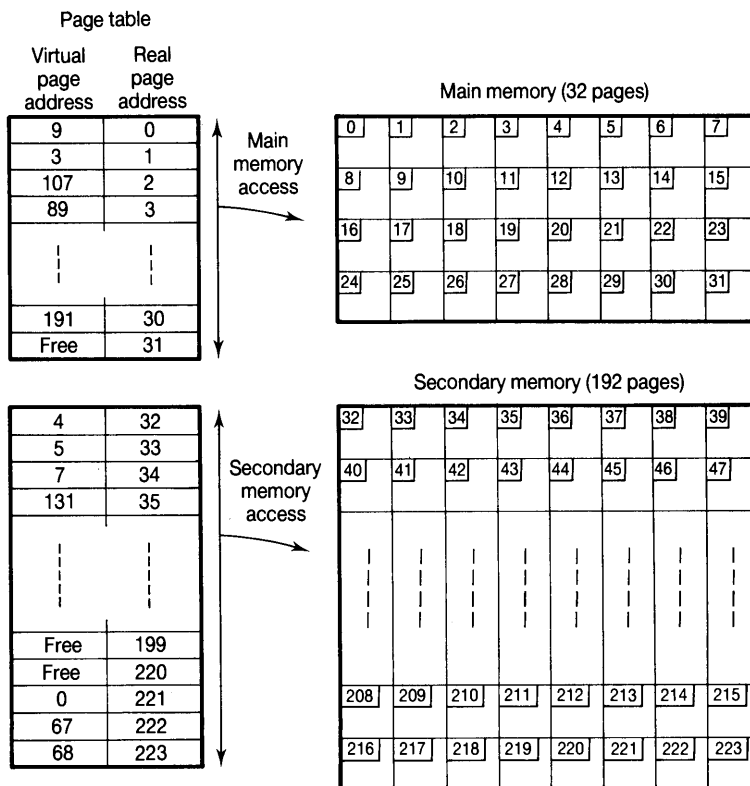 Page table
Virtual page address
Real page address
9 0
3 1
107 2
89 3
191 30
Free 31
Main memory access
Main memory (32 pages)
0 1 2 3 4 5 6 7
8 9 10 11 12 13 14 15
16 17 18 19 20 21 22 23
24 25 26 27 28 29 30 31
4 32
5 33
7 34
131 35
Free 199
Free 220
0 221
67 222
68 223
Secondary memory access
Secondary memory (192 pages)
32 33 34 35 36 37 38 39
40 41 42 43 44 45 46 47
208 209 210 211 212 213 214 215
216 217 218 219 220 221 222 223